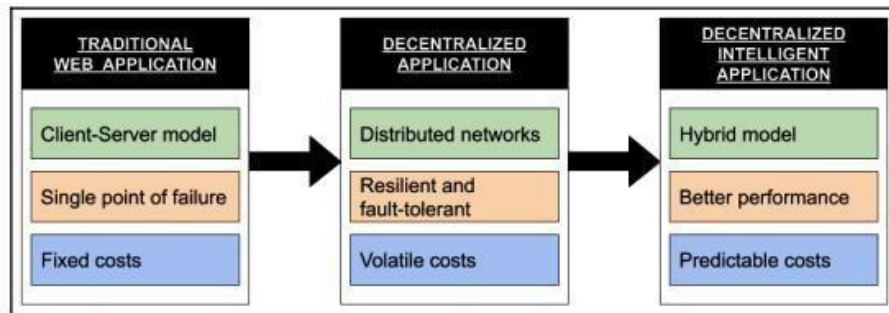 TRADITIONAL
WEB APPLICATION
Client-Server model
Single point of failure
Fixed costs
DECENTRALIZED
APPLICATION
Distributed networks
Resilient and
fault-tolerant
Volatile costs
DECENTRALIZED
INTELLIGENT
APPLICATION
Hybrid model
Better performance
Predictable costs